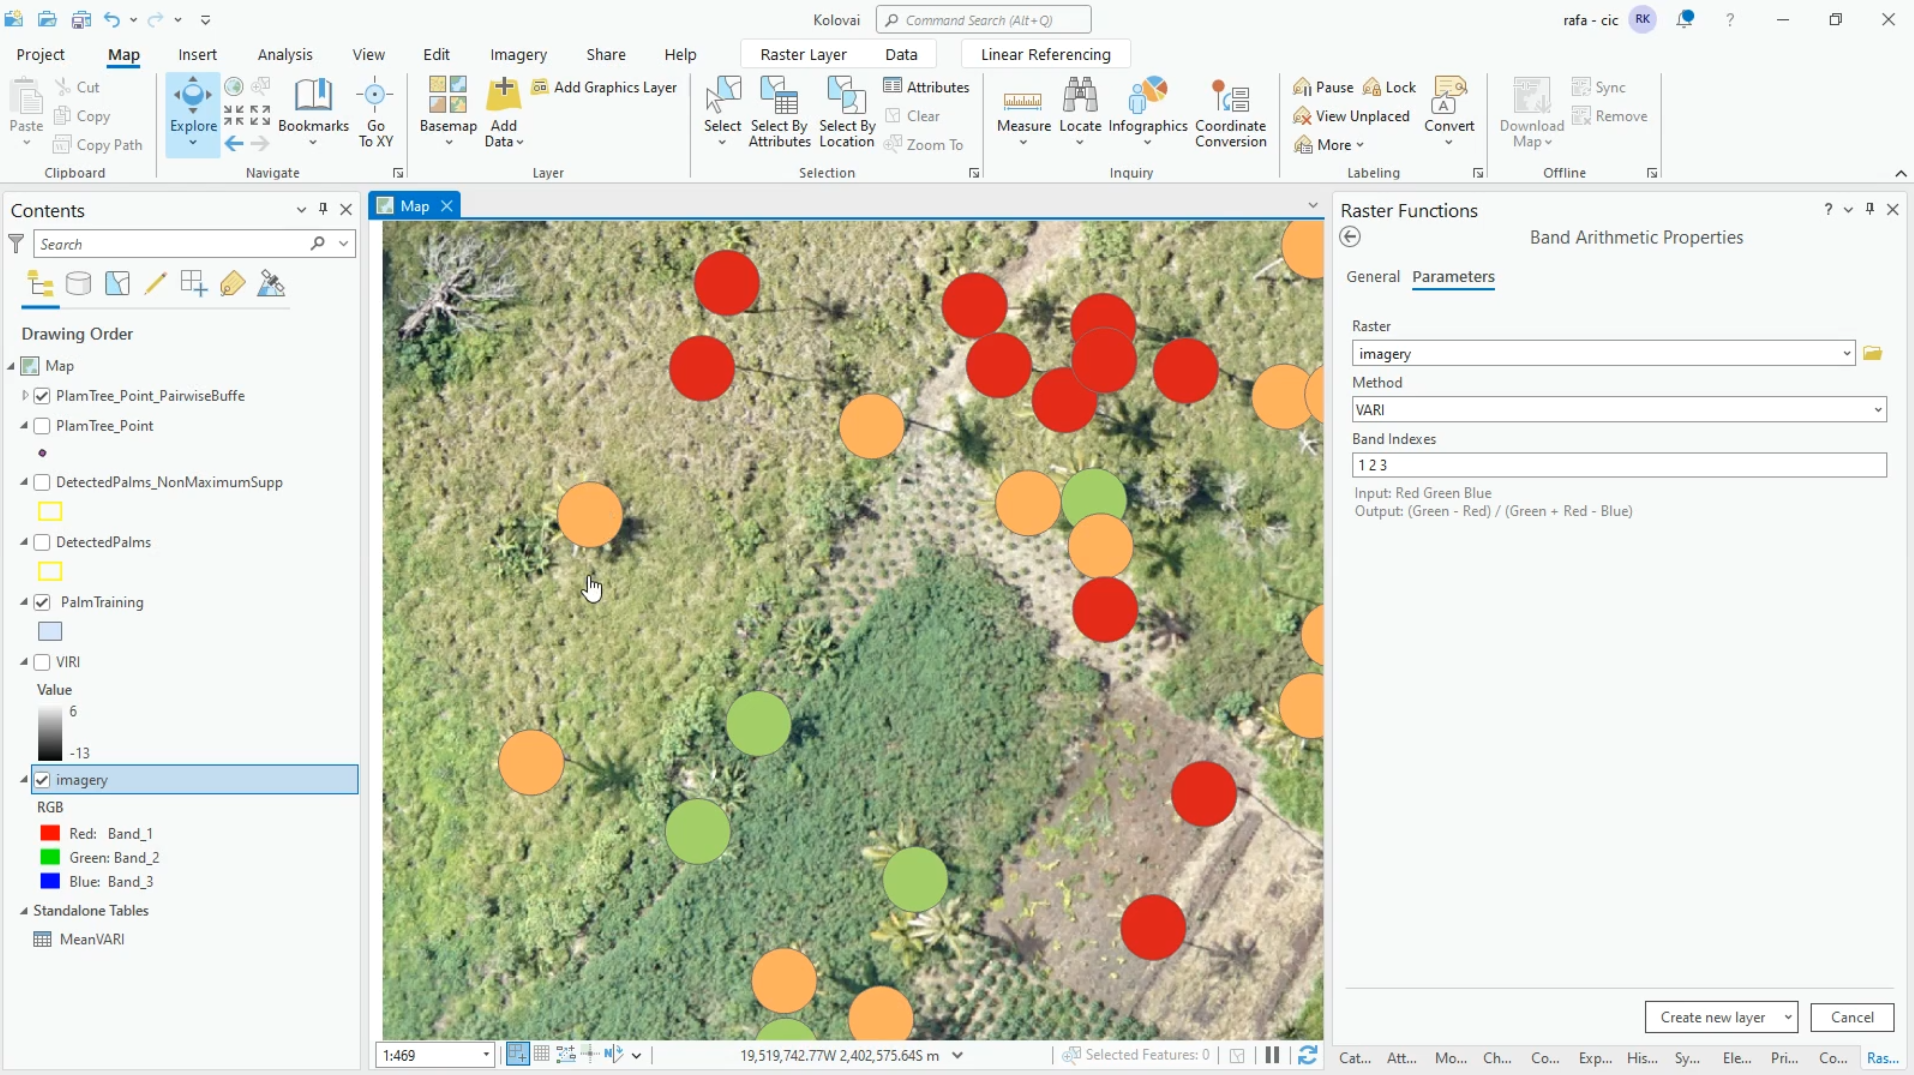 Kolovai
Command Search (Alt+Q)
rafa - cic
RK
?
Project
Map
Insert
Analysis
View
Edit
Imagery
Share
Help
Raster Layer
Data
Linear Referencing
Paste
Cut
Copy
Copy Path
Clipboard
Explore
Bookmarks
Go
To XY
Navigate
Basemap
Add
Data
Add Graphics Layer
Layer
Select
Select By
Attributes
Select By
Location
Attributes
Clear
Zoom To
Selection
Measure
Locate
Infographics
Coordinate
Conversion
Inquiry
Pause
Lock
View Unplaced
More
A
Convert
Labeling
Download
Map
Sync
Remove
Offline
Contents
Search
Drawing Order
Map
PlamTree_Point_PairwiseBuffe
PlamTree_Point
DetectedPalms_NonMaximumSupp
DetectedPalms
PalmTraining
VIRI
Value
6
-13
imagery
RGB
Red: Band_1
Green: Band_2
Blue: Band_3
Standalone Tables
MeanVARI
Map
1:469
N
19,519,742.77W 2,402,575.64S m
Selected Features: 0
Raster Functions
?
Band Arithmetic Properties
General
Parameters
Raster
imagery
Method
VARI
Band Indexes
1 2 3
Input: Red Green Blue
Output: (Green - Red) / (Green + Red - Blue)
Create new layer
Cancel
Cat...
Att...
Mo...
Ch...
Co...
Exp...
His...
Sy...
Ele...
Pri...
Co...
Ras...